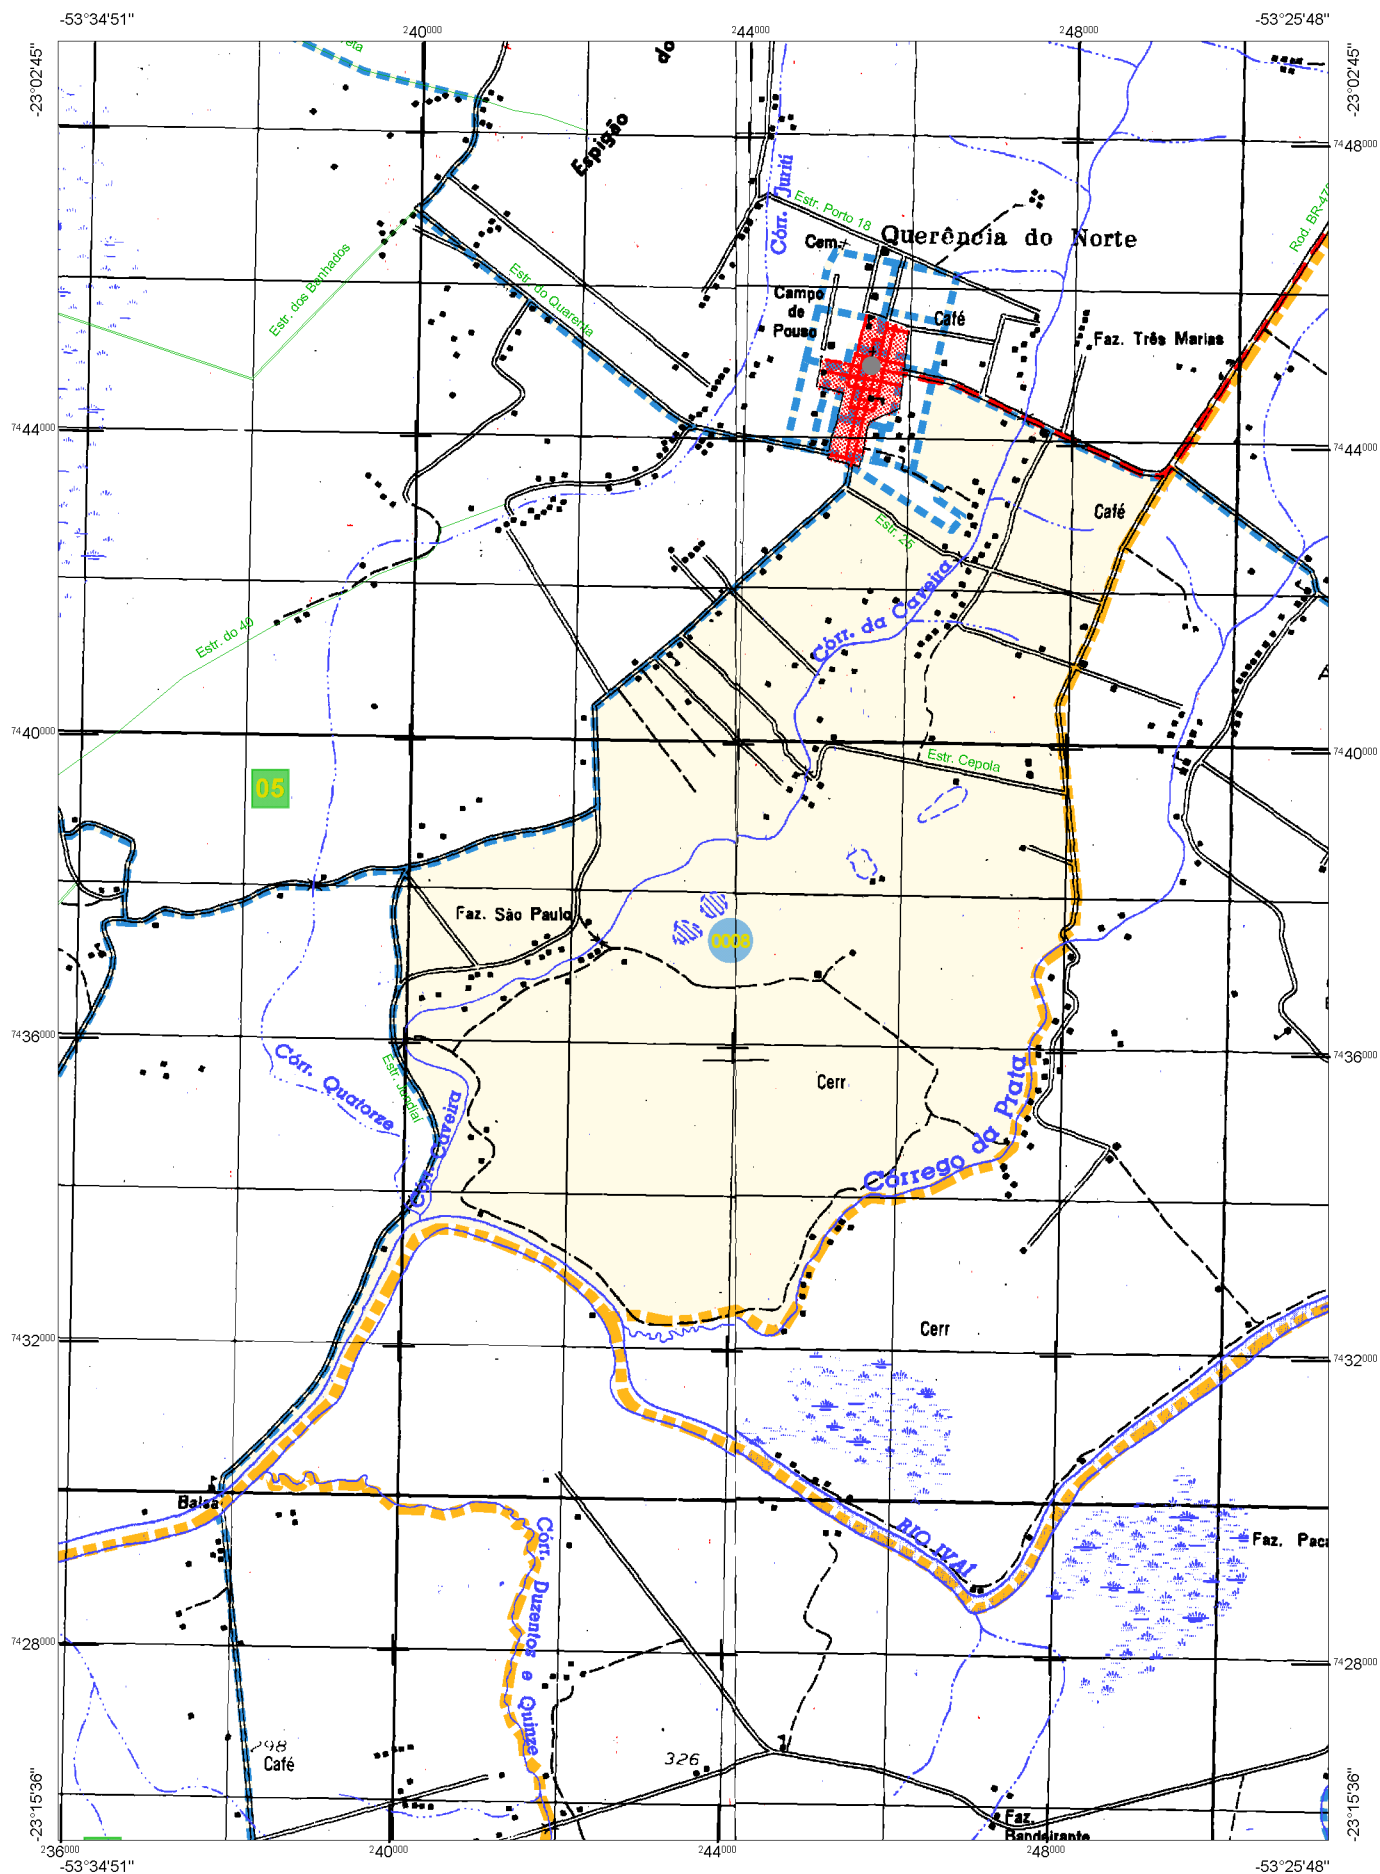 -53°34'51"
-53°25'48"
240000
244000
248000
-23°02'45"
-23°02'45"
do
Espigão
7448000
Córr. Juriti
Estr. Porto 18
Querência do Norte
Cem.
Rod. BR-47
Estr. dos Banhados
Estr. do Quarenta
Campo
de
Pouso
Café
Faz. Três Marias
7444000
7444000
Café
Estr. 25
Córr. da Caveira
Estr. do 40
7440000
7440000
Estr. Cepola
05
Faz. São Paulo
0008
7436000
7436000
Córr. Quatorze
Estr. Jundiaí
Córr. Caveira
Cerr
Córrego da Prata
7432000
7432000
Cerr
Balsa
RIO IVAÍ
Faz. Paca
Córr. Duzentos e Quinze
7428000
7428000
298
Café
326
Faz.
Bandeirante
-23°15'36"
-23°15'36"
236000
240000
244000
248000
-53°34'51"
-53°25'48"